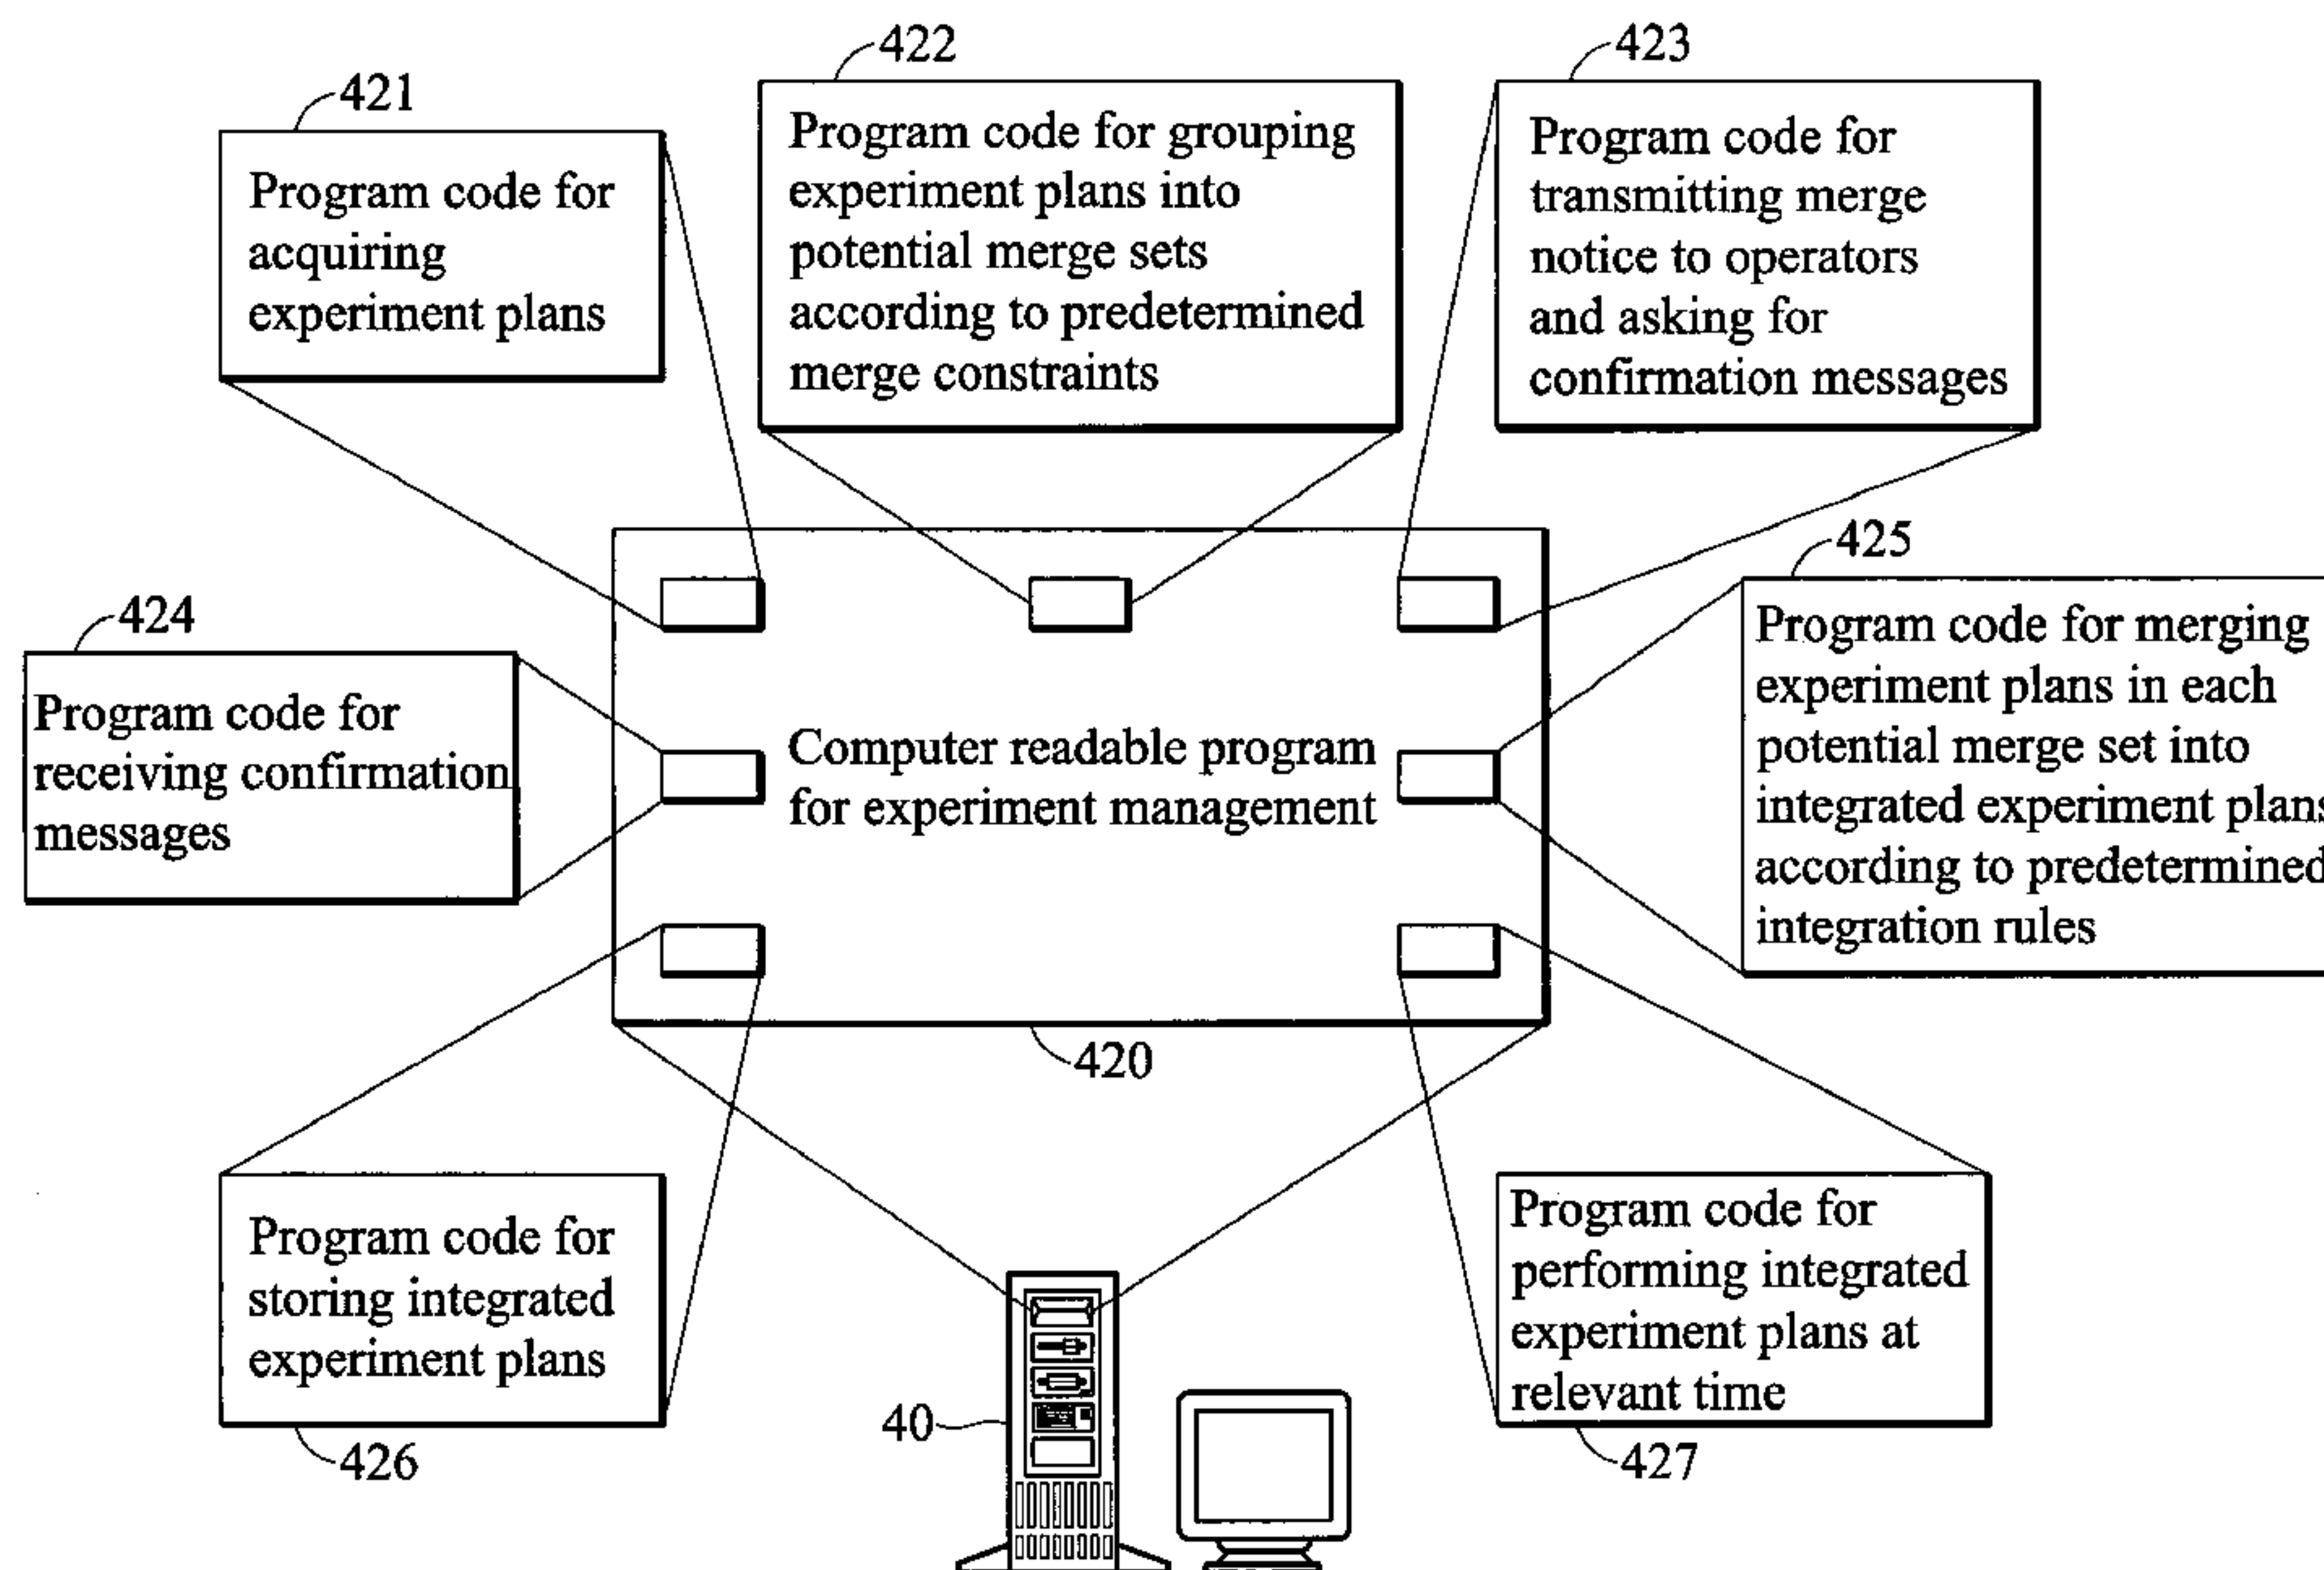 421
Program code for
acquiring
experiment plans
422
Program code for grouping
experiment plans into
potential merge sets
according to predetermined
merge constraints
423
Program code for
transmitting merge
notice to operators
and asking for
confirmation messages
424
Program code for
receiving confirmation
messages
Computer readable program
for experiment management
420
425
Program code for merging
experiment plans in each
potential merge set into
integrated experiment plans
according to predetermined
integration rules
Program code for
storing integrated
experiment plans
426
40
Program code for
performing integrated
experiment plans at
relevant time
427